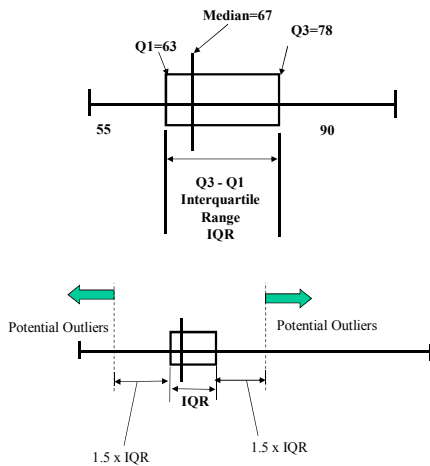 Median=67
Q3=78
Q1=63
55
90
Q3 - Q1
Interquartile
Range
IQR
Potential Outliers
Potential Outliers
IQR
1.5 x IQR
1.5 x IQR